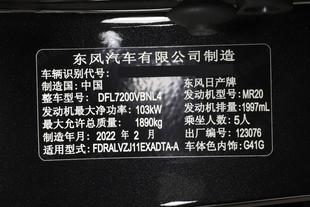 东风汽车有限公司制造
车辆识别代号：
制造国：中国 东风日产牌
整车型号：DFL7200VBNL4 发动机型号：MR20
发动机最大净功率：103kW 发动机排量：1997mL
最大允许总质量：1890kg 乘坐人数：5人
制造年月：2022年2月 出厂编号：123076
适用型式：FDRALVZJ11EXADTA-A 车体色内饰：G41G